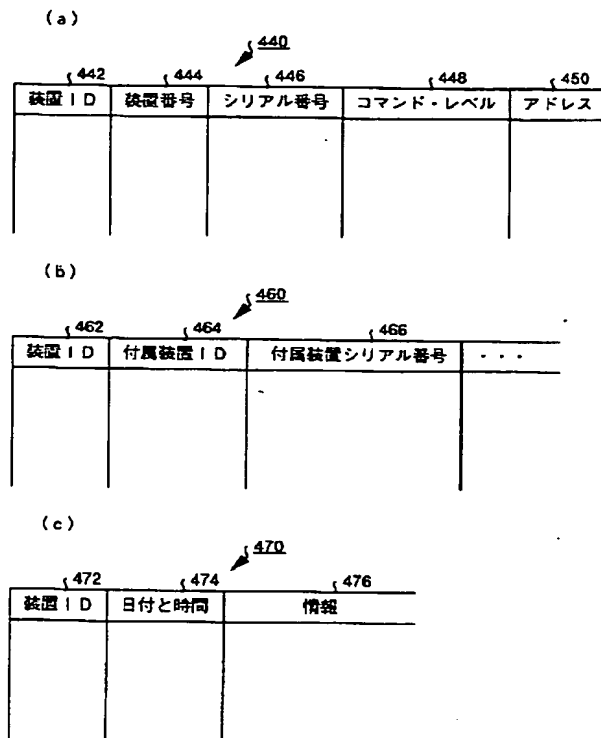 (a)
440
442 444 446 448 450
装置ID 装置番号 シリアル番号 コマンド・レベル アドレス
(b)
460
462 464 466
装置ID 付属装置ID 付属装置シリアル番号 ・・・
(c)
470
472 474 476
装置ID 日付と時間 情報